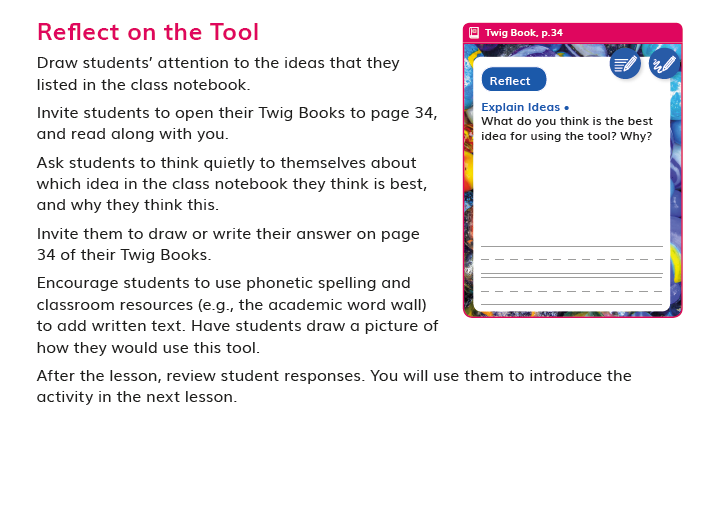 Reflect on the Tool
Draw students’ attention to the ideas that they
listed in the class notebook.
Invite students to open their Twig Books to page 34,
and read along with you.
Ask students to think quietly to themselves about
which idea in the class notebook they think is best,
and why they think this.
Invite them to draw or write their answer on page
34 of their Twig Books.
Encourage students to use phonetic spelling and
classroom resources (e.g., the academic word wall)
to add written text. Have students draw a picture of
how they would use this tool.
After the lesson, review student responses. You will use them to introduce the
activity in the next lesson.
Twig Book, p.34
Reflect
Explain Ideas •
What do you think is the best
idea for using the tool? Why?